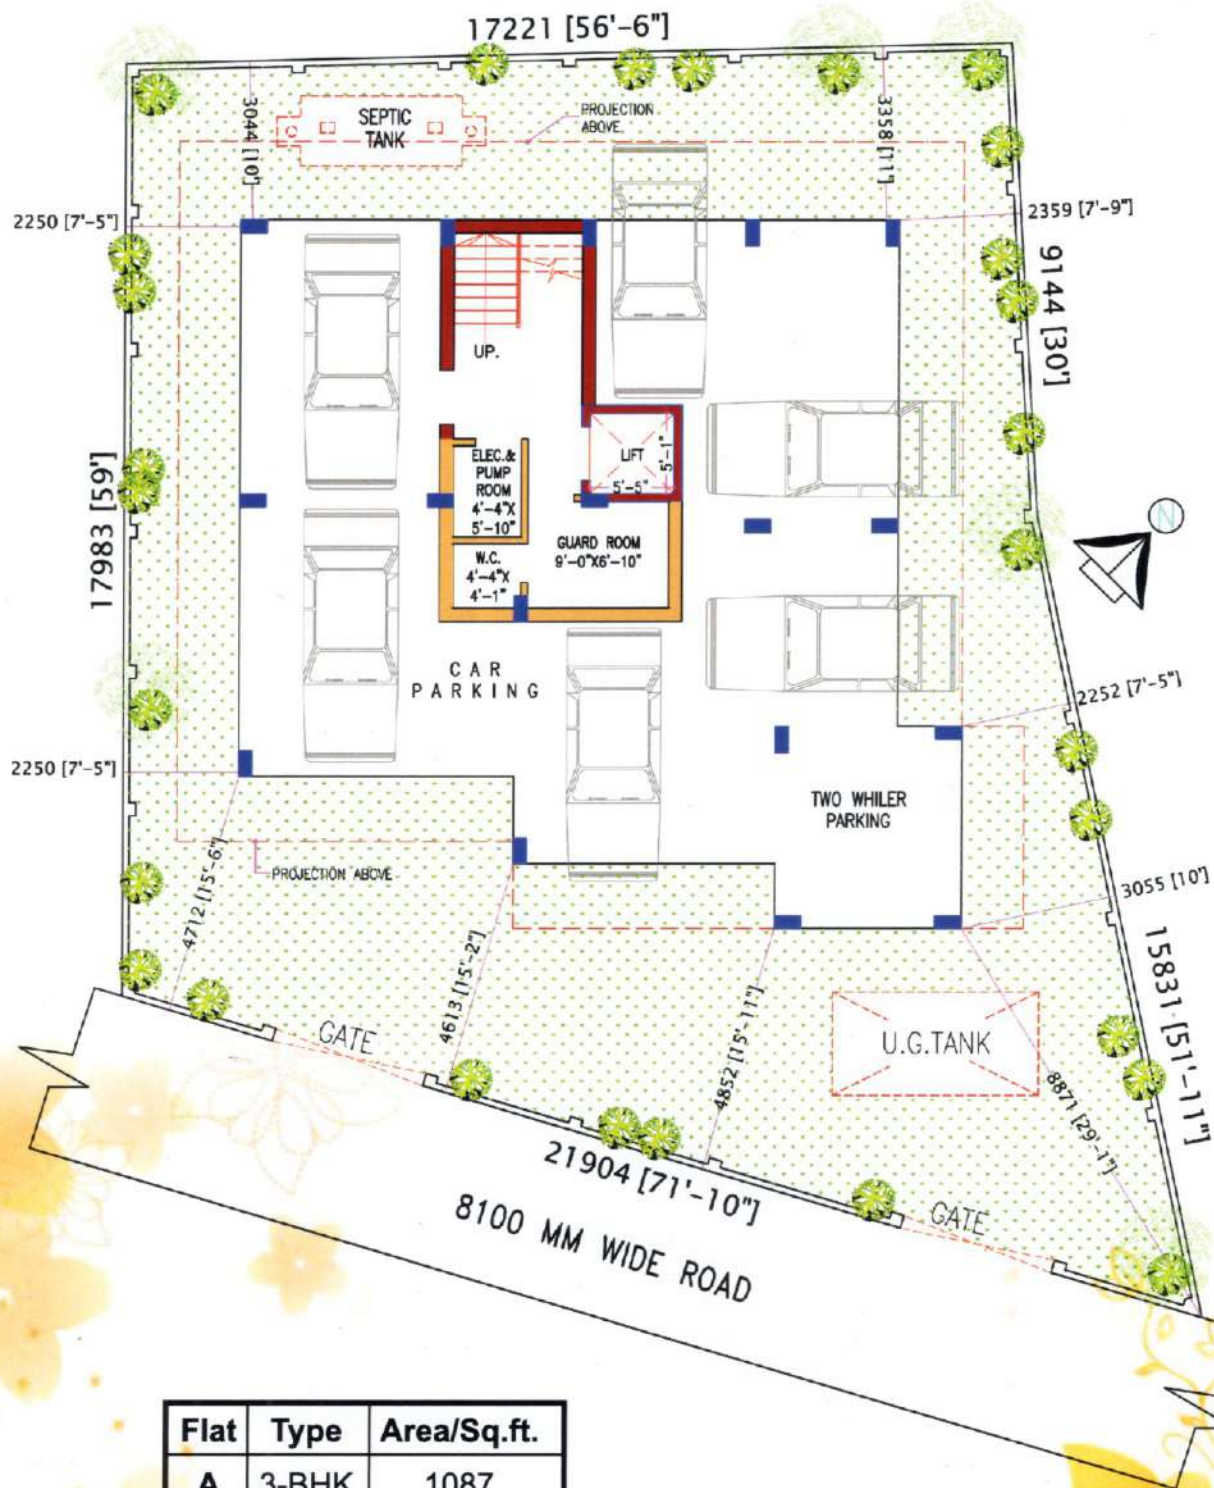 17221 [56'-6"]
3044 [10']
SEPTIC
TANK
PROJECTION
ABOVE.
3358 [11']
2250 [7'-5"]
2359 [7'-9"]
9144 [30']
UP.
LIFT
5'-1"
5'-5"
ELEC.&
PUMP
ROOM
4'-4"X
5'-10"
GUARD ROOM
9'-0"X6'-10"
W.C.
4'-4"X
4'-1"
N
17983 [59']
CAR
PARKING
2252 [7'-5"]
2250 [7'-5"]
TWO WHILER
PARKING
PROJECTION ABOVE
4712 [15'-6"]
3055 [10']
4613 [15'-2"]
4852 [15'-11"]
15831 [51'-11"]
U.G.TANK
8871 [29'-1"]
GATE
21904 [71'-10"]
GATE
8100 MM WIDE ROAD
Flat Type Area/Sq.ft.
A 3-BHK 1087